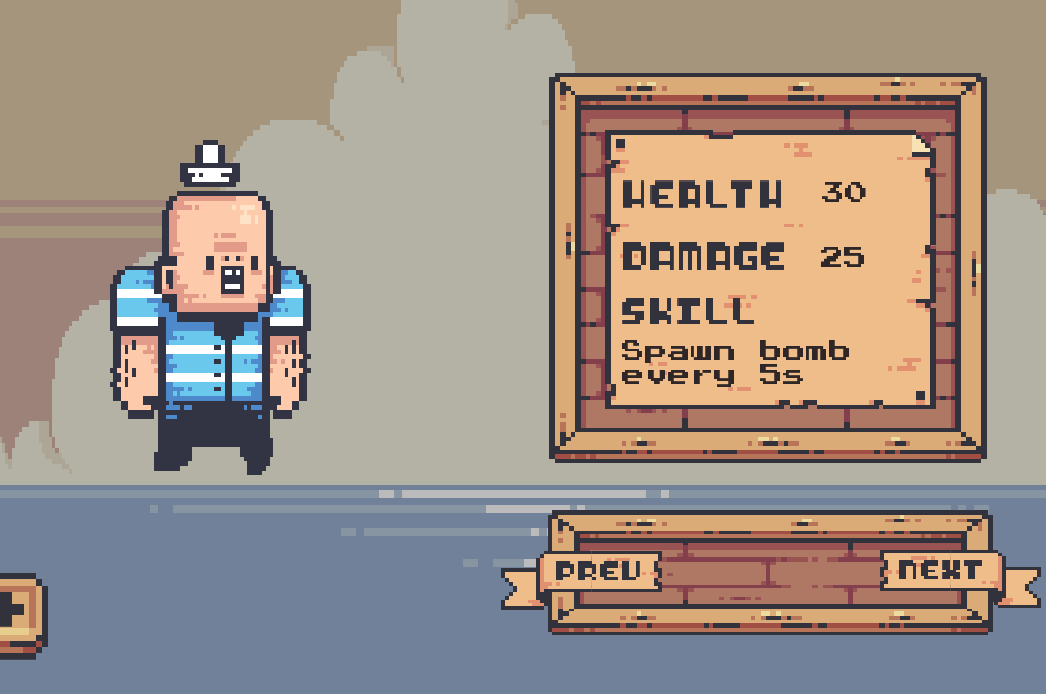 HEALTH 30
DAMAGE 25
SKILL
Spawn bomb
every 5s
PREV NEXT